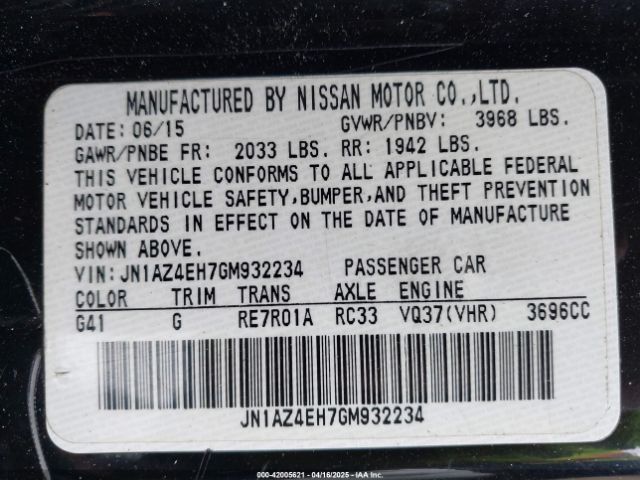 MANUFACTURED BY NISSAN MOTOR CO.,LTD.
DATE: 06/15 GVWR/PNBV: 3968 LBS.
GAWR/PNBE FR: 2033 LBS. RR: 1942 LBS.
THIS VEHICLE CONFORMS TO ALL APPLICABLE FEDERAL
MOTOR VEHICLE SAFETY,BUMPER,AND THEFT PREVENTION
STANDARDS IN EFFECT ON THE DATE OF MANUFACTURE
SHOWN ABOVE.
VIN:JN1AZ4EH7GM932234 PASSENGER CAR
COLOR TRIM TRANS AXLE ENGINE
G41 G RE7R01A RC33 VQ37(VHR) 3696CC
JN1AZ4EH7GM932234
000-42005621 - 04/16/2025 - IAA Inc.